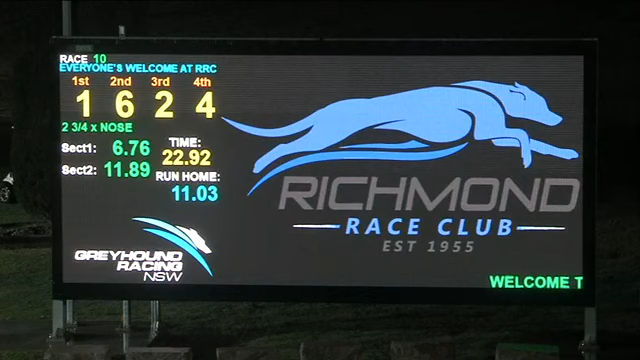 RACE 10
EVERYONE'S WELCOME AT RRC
1st 2nd 3rd 4th
1 6 2 4
2 3/4 x NOSE
Sect1: 6.76
Sect2: 11.89
TIME:
22.92
RUN HOME:
11.03
RICHMOND
RACE CLUB
EST 1955
GREYHOUND
RACING
NSW
WELCOME T